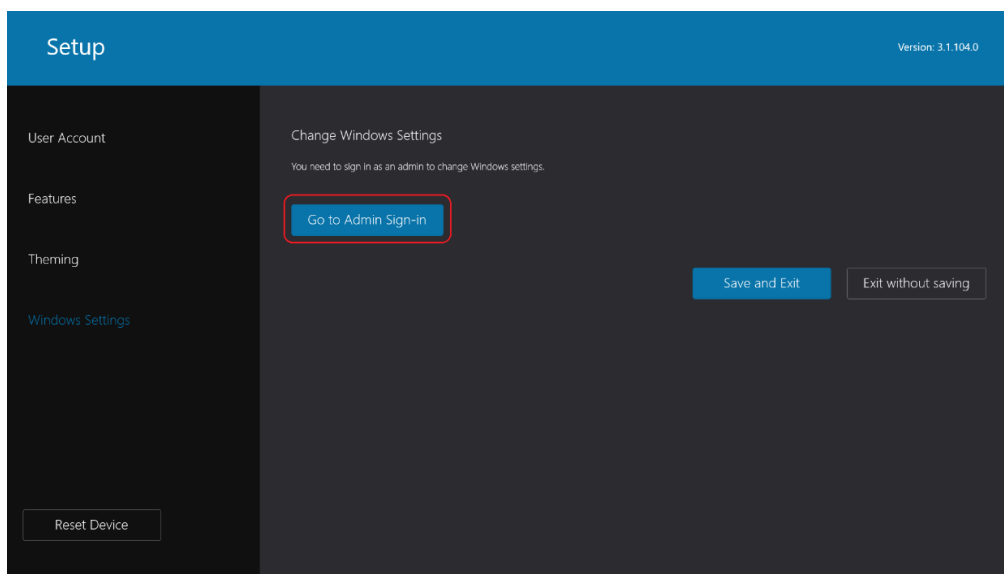 Setup
Version: 3.1.104.0
User Account
Features
Theming
Windows Settings
Reset Device
Change Windows Settings
You need to sign in as an admin to change Windows settings.
Go to Admin Sign-in
Save and Exit
Exit without saving